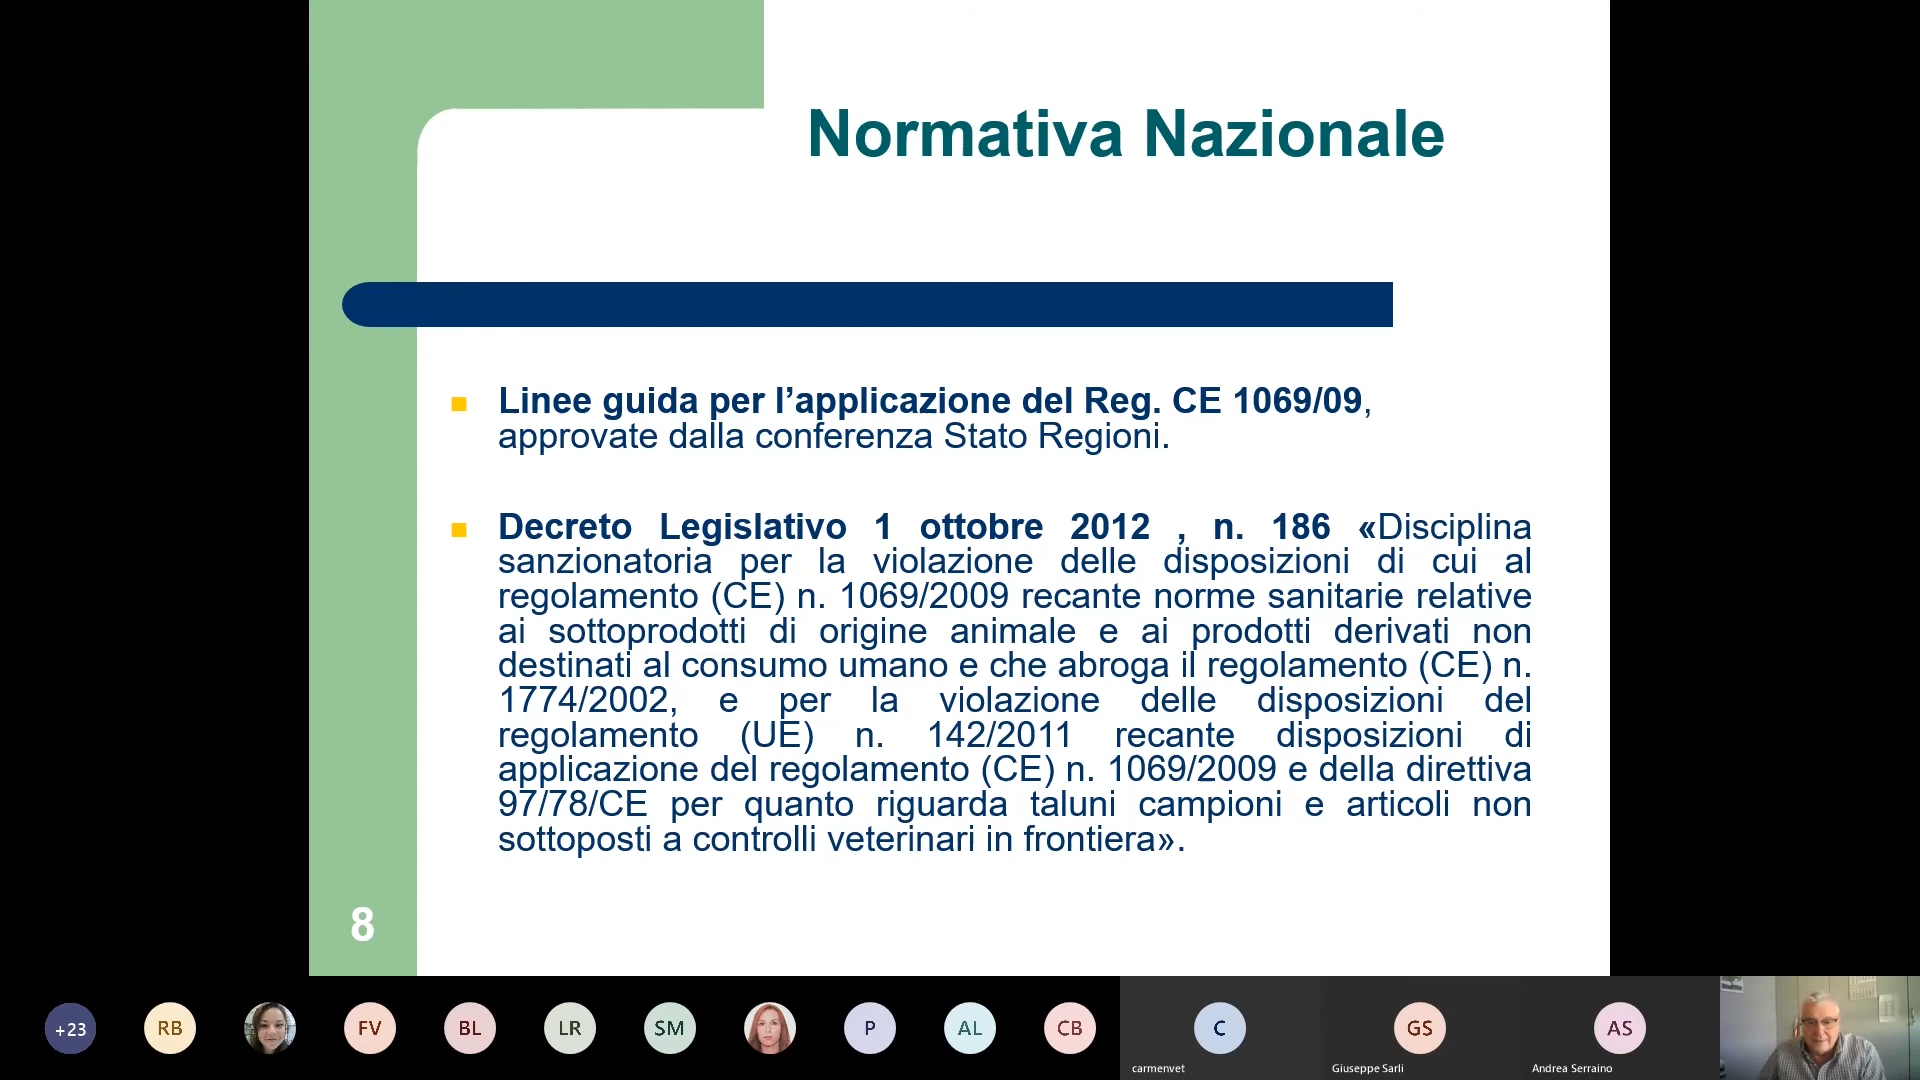 Normativa Nazionale
Linee guida per l’applicazione del Reg. CE 1069/09,
approvate dalla conferenza Stato Regioni.
Decreto Legislativo 1 ottobre 2012 , n. 186 «Disciplina
sanzionatoria per la violazione delle disposizioni di cui al
regolamento (CE) n. 1069/2009 recante norme sanitarie relative
ai sottoprodotti di origine animale e ai prodotti derivati non
destinati al consumo umano e che abroga il regolamento (CE) n.
1774/2002, e per la violazione delle disposizioni del
regolamento (UE) n. 142/2011 recante disposizioni di
applicazione del regolamento (CE) n. 1069/2009 e della direttiva
97/78/CE per quanto riguarda taluni campioni e articoli non
sottoposti a controlli veterinari in frontiera».
8
+23 RB FV BL LR SM P AL CB C GS AS
carmenvet Giuseppe Sarli Andrea Serraino